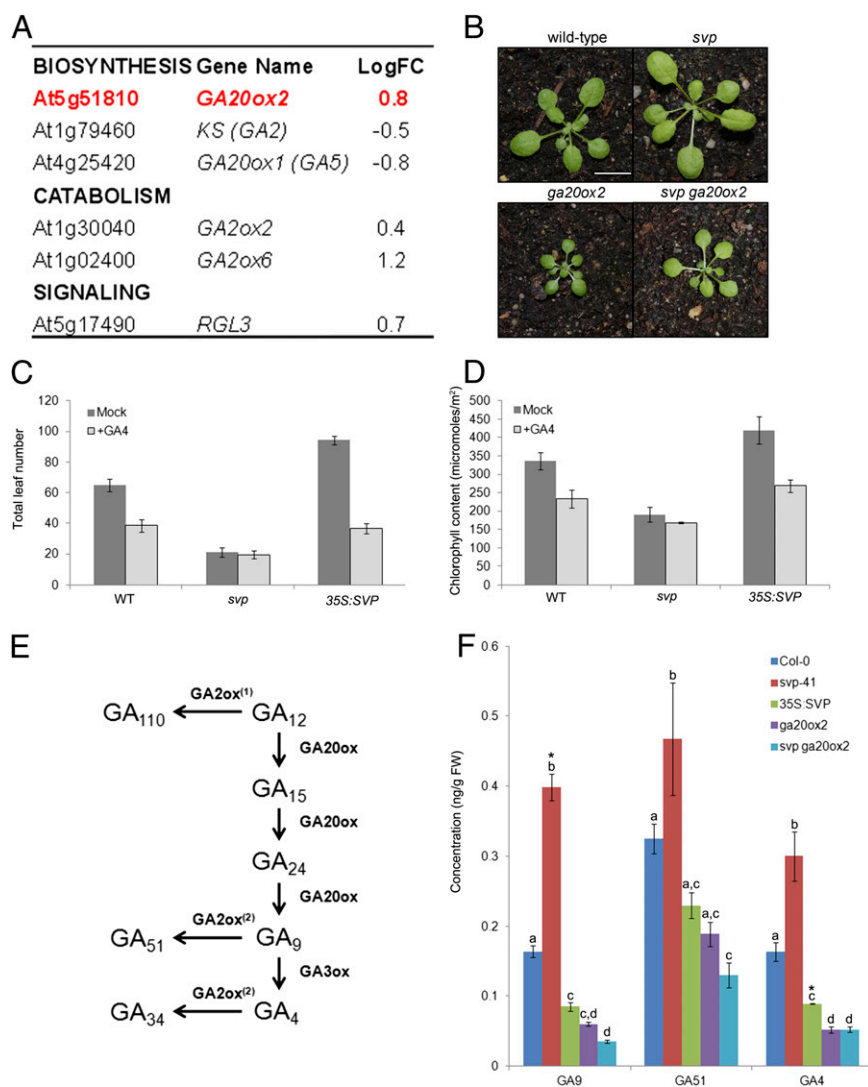 A
BIOSYNTHESIS Gene Name LogFC
At5g51810 GA20ox2 0.8
At1g79460 KS (GA2) -0.5
At4g25420 GA20ox1 (GA5) -0.8
CATABOLISM
At1g30040 GA2ox2 0.4
At1g02400 GA2ox6 1.2
SIGNALING
At5g17490 RGL3 0.7
B
wild-type svp
ga20ox2 svp ga20ox2
C
Total leaf number
120
100
80
60
40
20
0
Mock
+GA4
WT svp 35S:SVP
D
Chlorophyll content (micromoles/m²)
500
450
400
350
300
250
200
150
100
50
0
Mock
+GA4
WT svp 35S:SVP
E
GA110 GA2ox(1) GA12
GA20ox
GA15
GA20ox
GA24
GA20ox
GA51 GA2ox(2) GA9
GA3ox
GA34 GA2ox(2) GA4
F
Concentration (ng/g FW)
0.6
0.5
0.4
0.3
0.2
0.1
0
Col-0
svp-41
35S:SVP
ga20ox2
svp ga20ox2
a * b c c,d d
a b a,c a,c c
a b * c d d
GA9 GA51 GA4